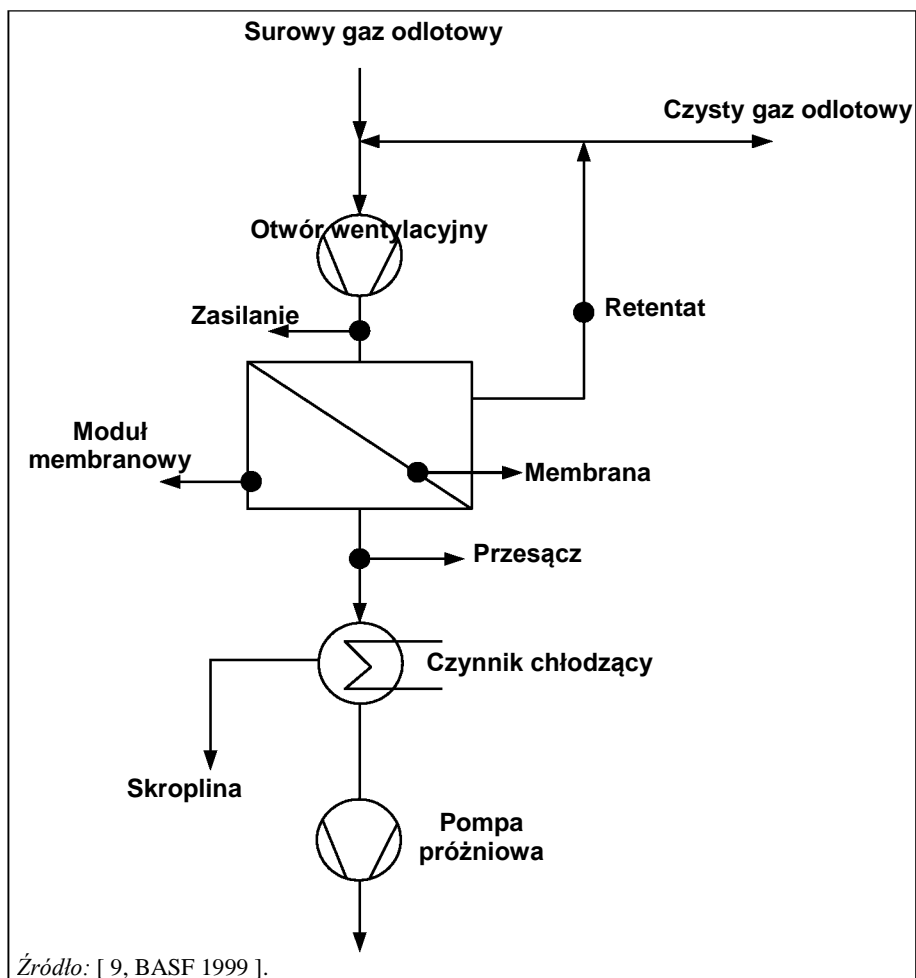 Surowy gaz odlotowy
Czysty gaz odlotowy
Otwór wentylacyjny
Zasilanie
Retentat
Moduł
membranowy
Membrana
Przesącz
Czynnik chłodzący
Skroplina
Pompa
próżniowa
Źródło: [ 9, BASF 1999 ].